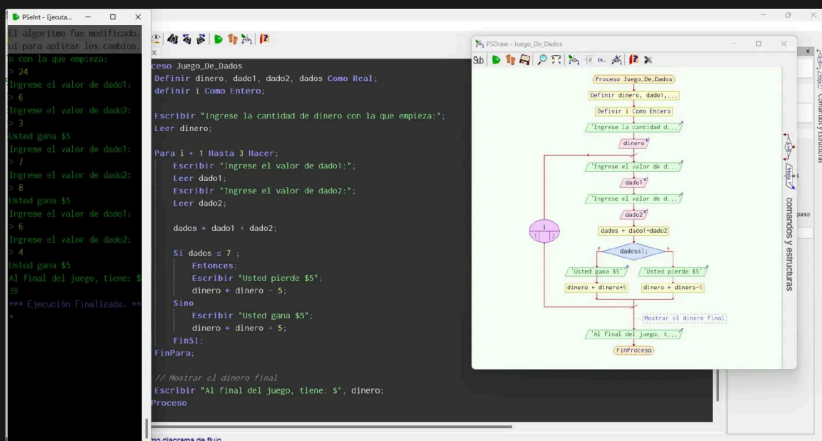 PSeInt - Ejecuta...
El algoritmo fue modificado.
uí para aplicar los cambios.
o con la que empieza:
> 24
Ingrese el valor de dado1:
> 6
Ingrese el valor de dado2:
> 3
Usted gana $5
Ingrese el valor de dado1:
> 7
Ingrese el valor de dado2:
> 8
Usted gana $5
Ingrese el valor de dado1:
> 6
Ingrese el valor de dado2:
> 4
Usted gana $5
Al final del juego, tiene: $
39
*** Ejecución Finalizada. **
*
ceso Juego_De_Dados
Definir dinero, dado1, dado2, dados Como Real;
definir i Como Entero;
Escribir "Ingrese la cantidad de dinero con la que empieza:";
Leer dinero;
Para i ← 1 Hasta 3 Hacer;
Escribir "Ingrese el valor de dado1:";
Leer dado1;
Escribir "Ingrese el valor de dado2:";
Leer dado2;
dados ← dado1 + dado2;
Si dados ≤ 7 ;
Entonces;
Escribir "Usted pierde $5";
dinero ← dinero - 5;
Sino
Escribir "Usted gana $5";
dinero ← dinero + 5;
FinSi;
FinPara;
// Mostrar el dinero final
Escribir "Al final del juego, tiene: $", dinero;
Proceso
mo diagrama de flujo
PSDraw - Juego_De_Dados
Sub
Proceso Juego_De_Dados
Definir dinero, dado1,...
Definir i Como Entero
'Ingrese la cantidad d...
dinero
'Ingrese el valor de d...
dado1
'Ingrese el valor de d...
dado2
dados ← dado1+dado2
i
dados≤7;
'Usted gana $5'
'Usted pierde $5'
dinero ← dinero+5
dinero ← dinero-5
Mostrar el dinero final
'Al final del juego, $...
FinProceso
comandos y estructuras
paso